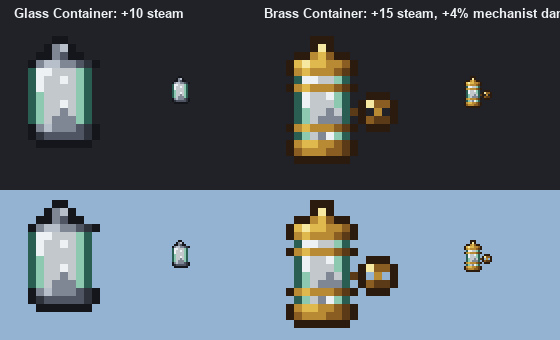 Glass Container: +10 steam
Brass Container: +15 steam, +4% mechanist